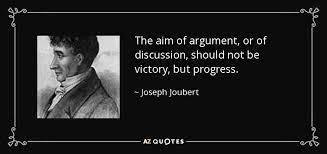 The aim of argument, or of
discussion, should not be
victory, but progress.
~ Joseph Joubert
AZ QUOTES